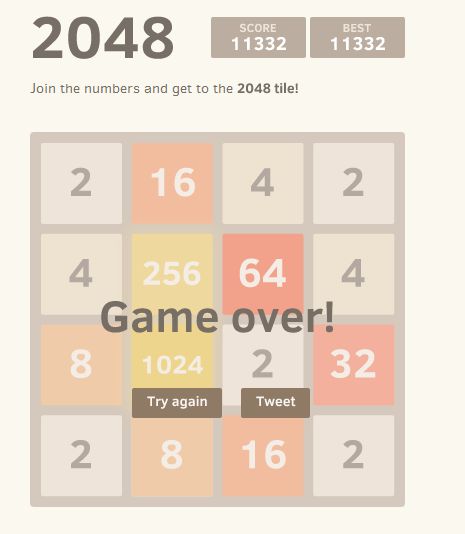 2048
SCORE
11332
BEST
11332
Join the numbers and get to the 2048 tile!
2 16 4 2
4 256 64 4
Game over!
8 1024 2 32
Try again Tweet
2 8 16 2